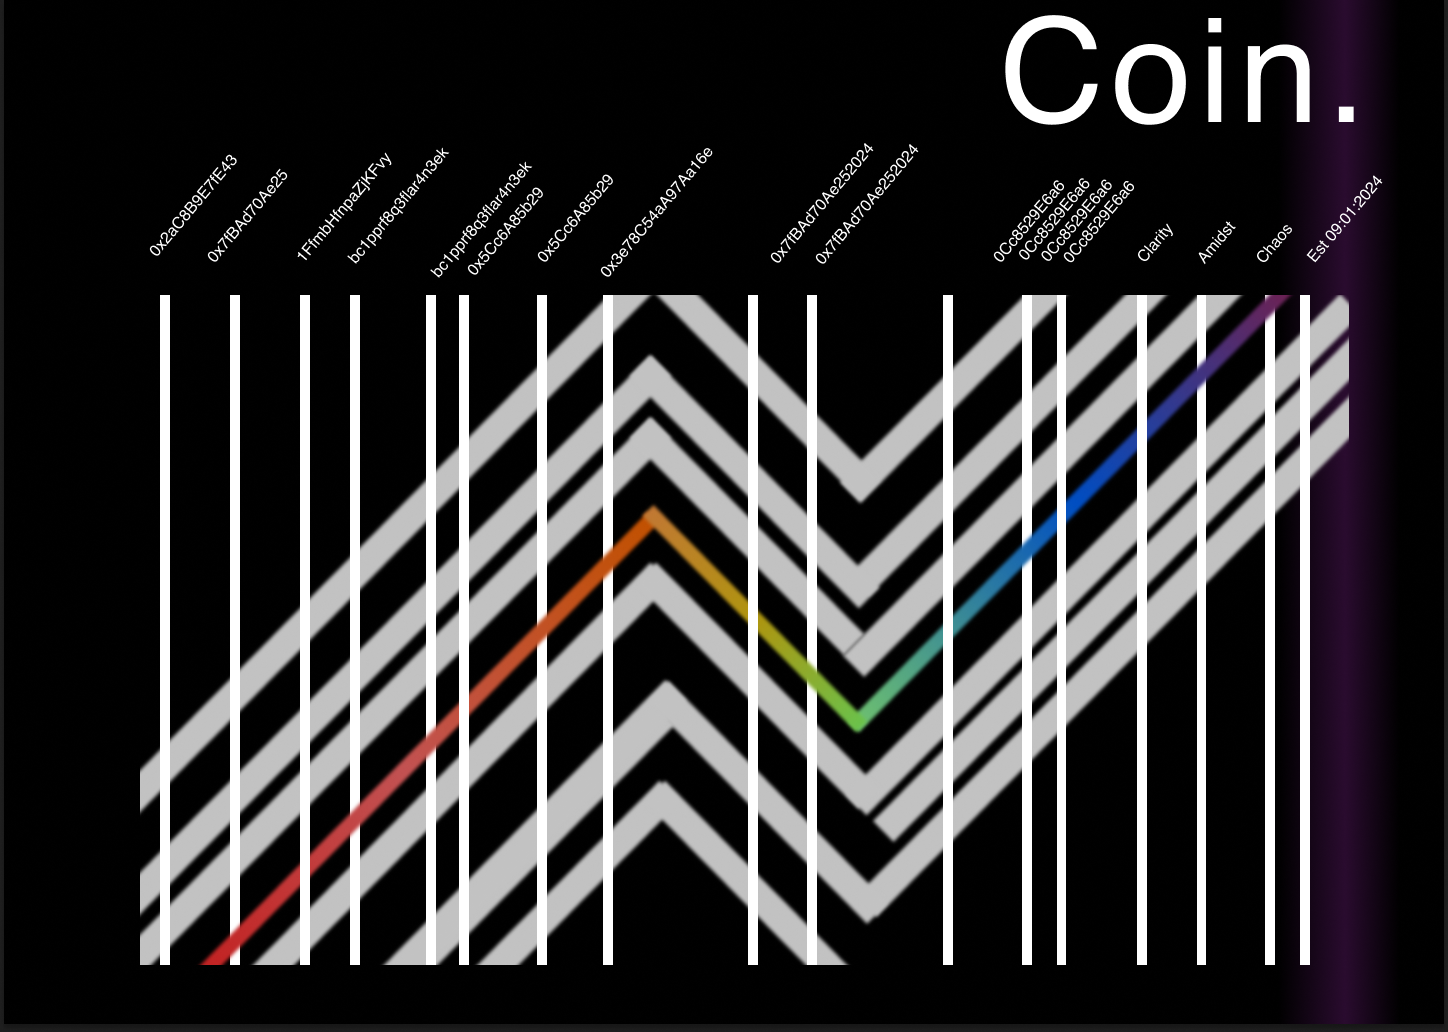 Coin.
0x2aC8B9E7fE43
0x7fBAd70Ae25
1FfmbHfnpaZjKFvy
bc1pprf8q3flar4n3ek
bc1pprf8q3flar4n3ek
0x5Cc6A85b29
0x5Cc6A85b29
0x3e78C54aA97Aa16e
0x7fBAd70Ae252024
0x7fBAd70Ae252024
0Cc8529E6a6
0Cc8529E6a6
0Cc8529E6a6
0Cc8529E6a6
Clarity
Amidst
Chaos
Est 09:01:2024